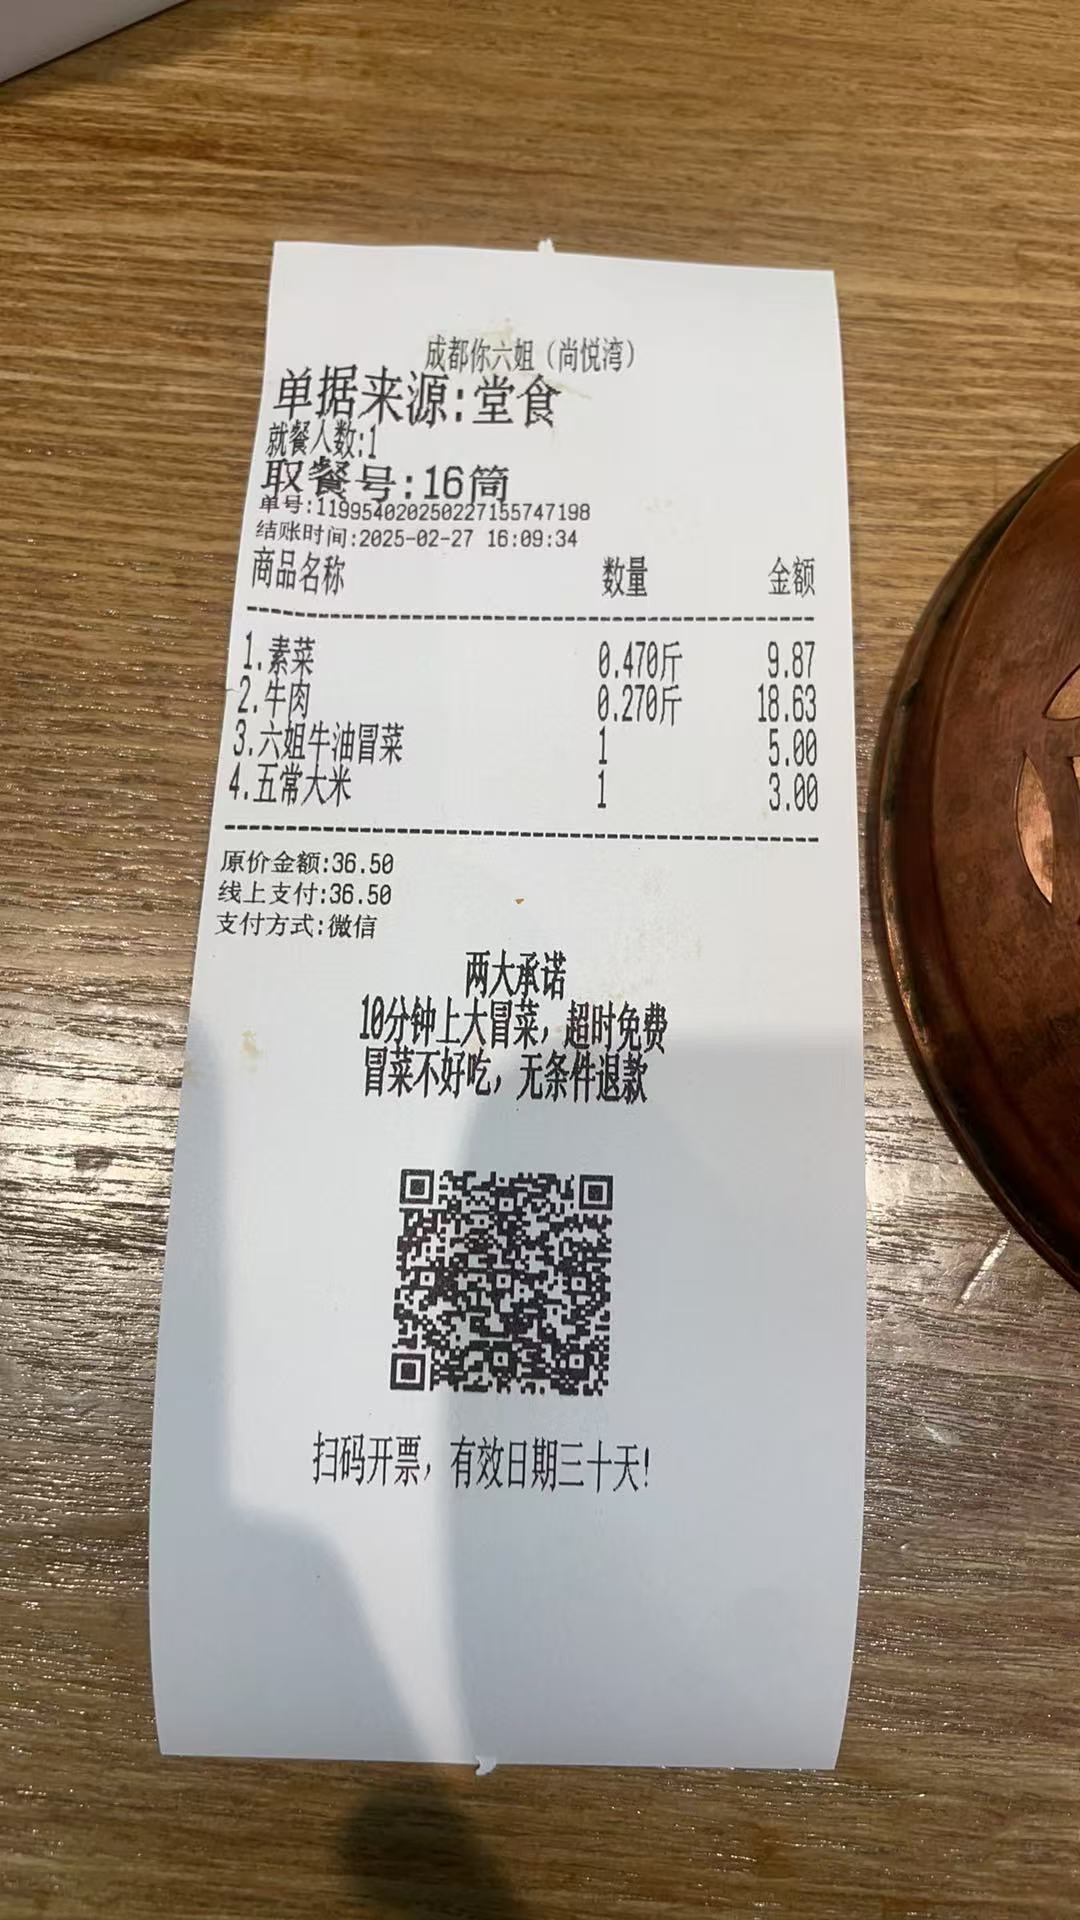 成都你六姐（尚悦湾）
单据来源:堂食
就餐人数:1
取餐号:16筒
单号:119954020250227155747198
结账时间:2025-02-27 16:09:34
商品名称 数量 金额
1.素菜 0.470斤 9.87
2.牛肉 0.270斤 18.63
3.六姐牛油冒菜 1 5.00
4.五常大米 1 3.00
原价金额:36.50
线上支付:36.50
支付方式:微信
两大承诺
10分钟上大冒菜，超时免费
冒菜不好吃，无条件退款
扫码开票，有效日期三十天!